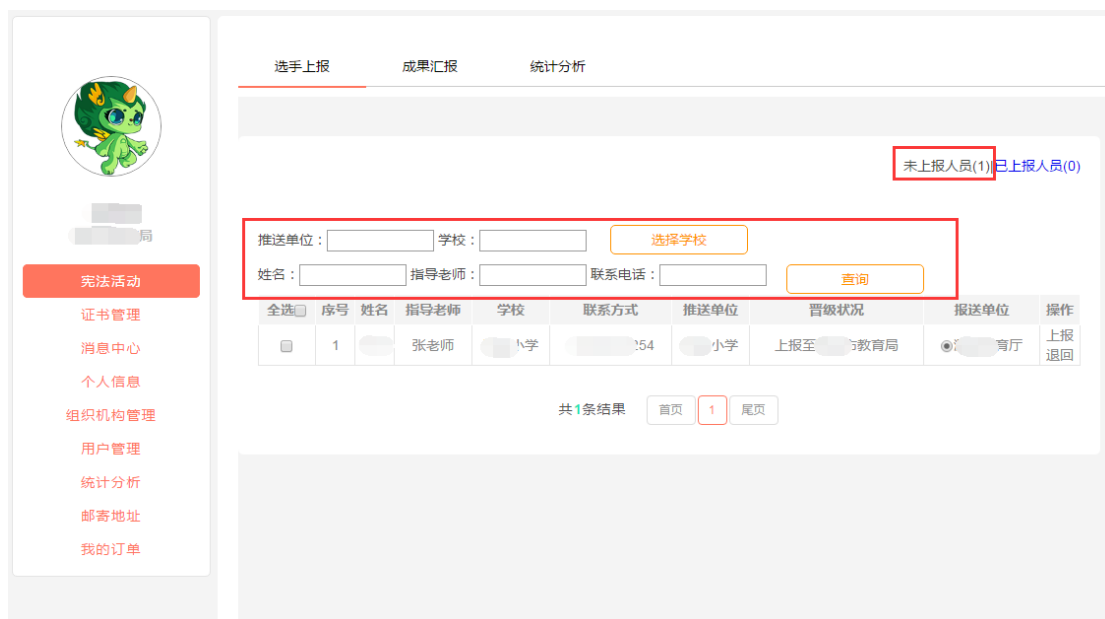 选手上报 成果汇报 统计分析
未上报人员(1)|已上报人员(0)
局
宪法活动
证书管理
消息中心
个人信息
组织机构管理
用户管理
统计分析
邮寄地址
我的订单
推送单位： 学校： 选择学校
姓名： 指导老师： 联系电话： 查询
全选 序号 姓名 指导老师 学校 联系方式 推送单位 晋级状况 报送单位 操作
1 张老师 小学 254 小学 上报至 市教育局 育厅 上报
退回
共1条结果 首页 1 尾页